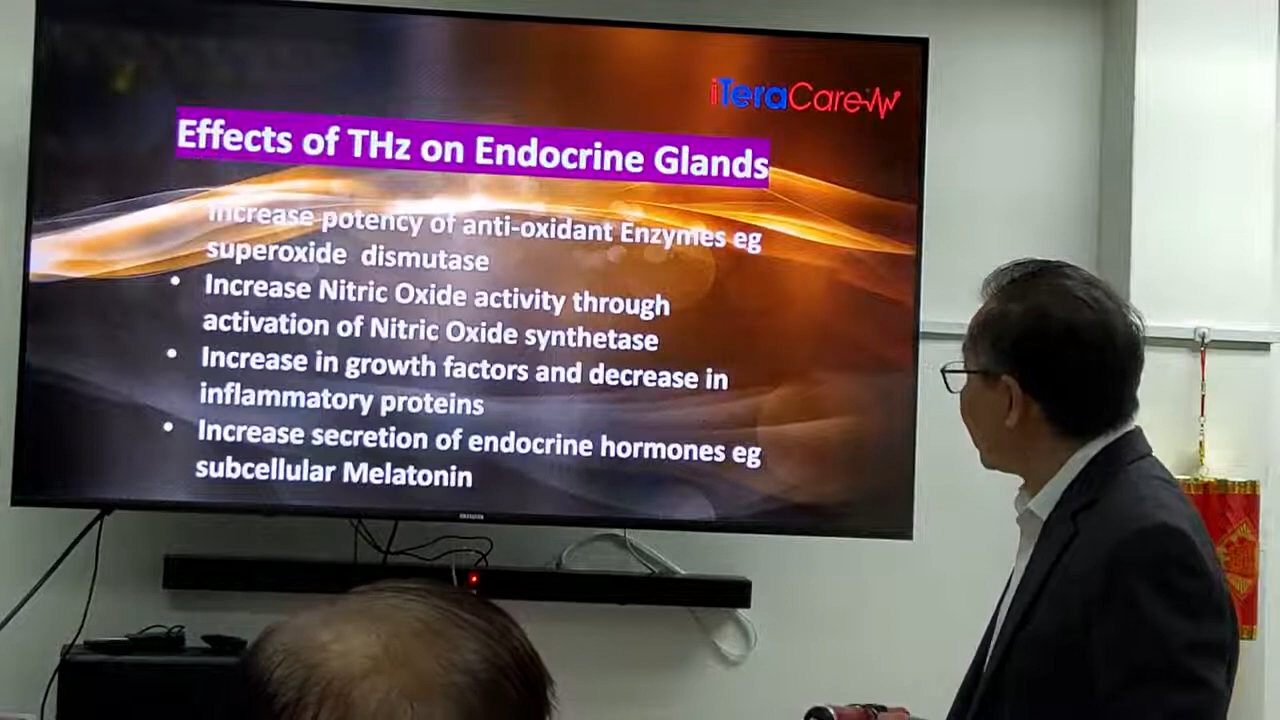 iTeraCare
Effects of THz on Endocrine Glands
Increase potency of anti-oxidant Enzymes eg
superoxide dismutase
• Increase Nitric Oxide activity through
activation of Nitric Oxide synthetase
• Increase in growth factors and decrease in
inflammatory proteins
• Increase secretion of endocrine hormones eg
subcellular Melatonin